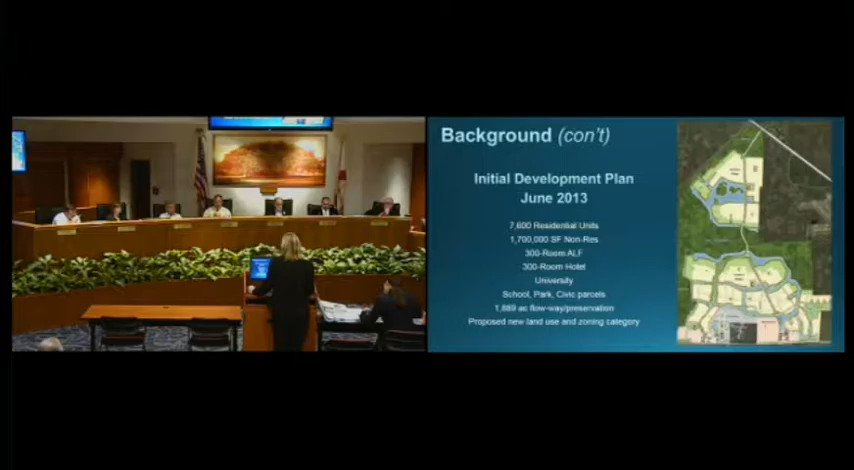 Background (con't)
Initial Development Plan
June 2013
7,600 Residential Units
1,700,000 SF Non-Res
300-Room ALF
300-Room Hotel
University
School, Park, Civic parcels
1,889 ac flow-way/preservation
Proposed new land use and zoning category